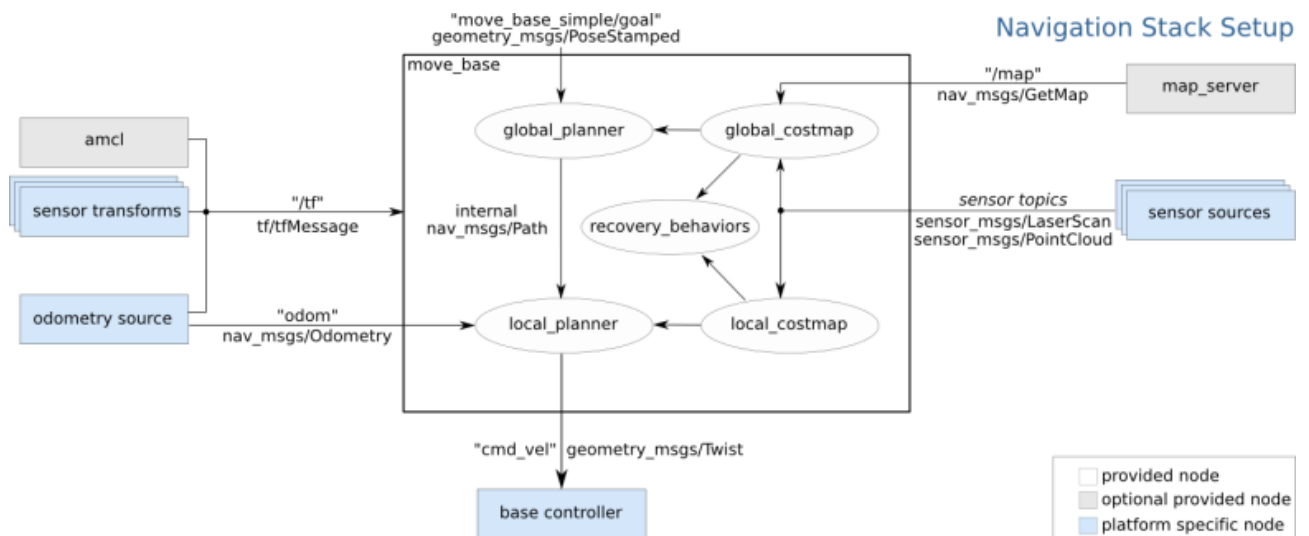 "move_base_simple/goal"
geometry_msgs/PoseStamped
Navigation Stack Setup
move_base
"/map"
nav_msgs/GetMap
map_server
amcl
global_planner
global_costmap
sensor transforms
"/tf"
tf/tfMessage
internal
nav_msgs/Path
recovery_behaviors
sensor topics
sensor_msgs/LaserScan
sensor_msgs/PointCloud
sensor sources
odometry source
"odom"
nav_msgs/Odometry
local_planner
local_costmap
"cmd_vel" geometry_msgs/Twist
base controller
provided node
optional provided node
platform specific node